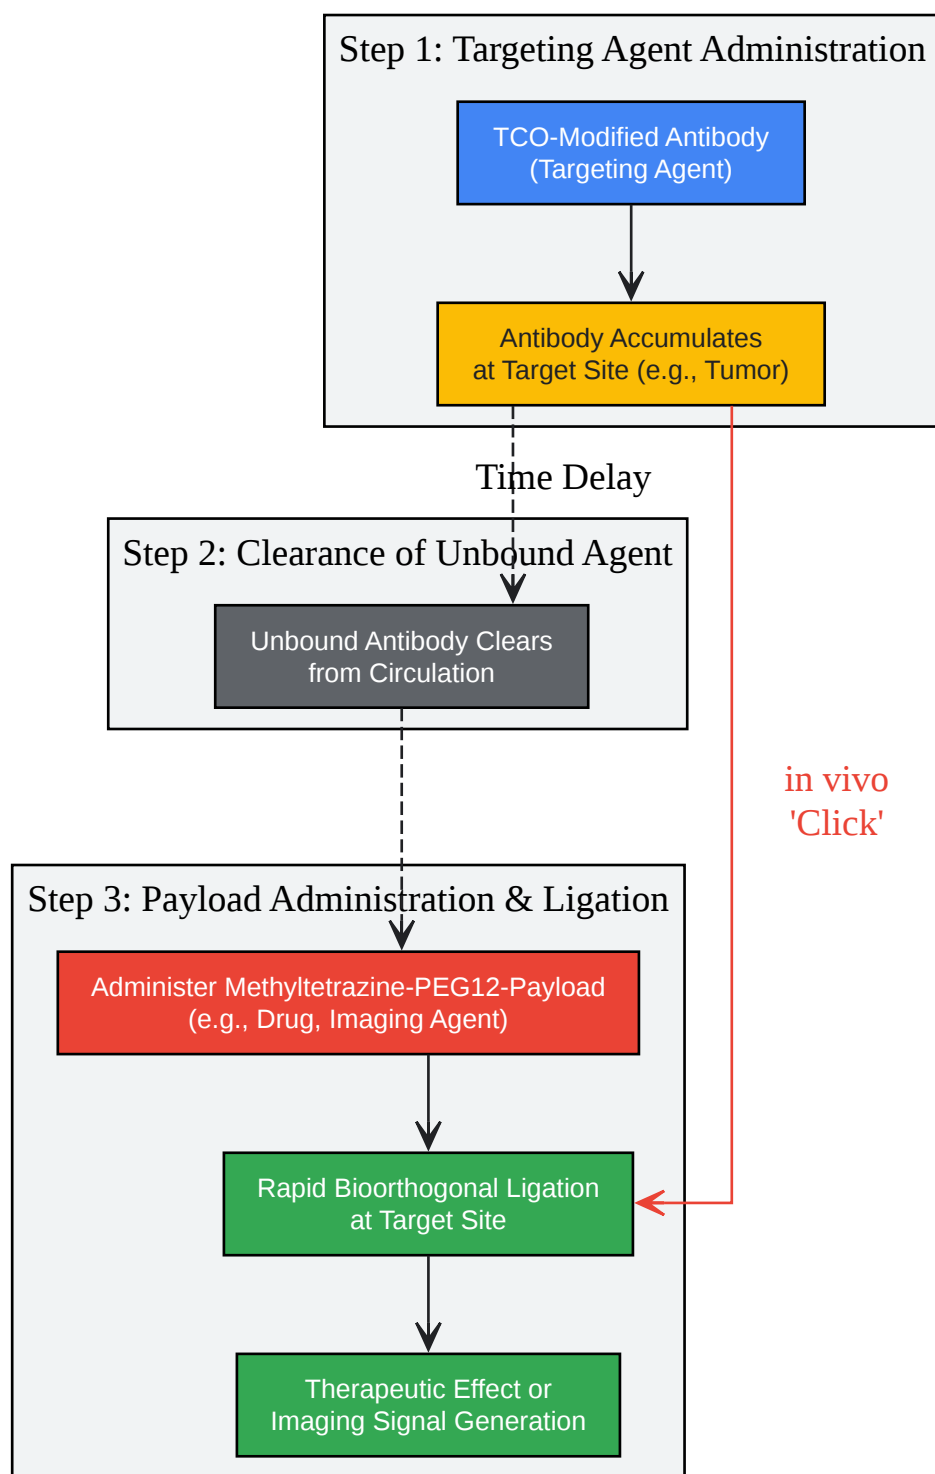 Step 1: Targeting Agent Administration
TCO-Modified Antibody
(Targeting Agent)
Antibody Accumulates
at Target Site (e.g., Tumor)
Time Delay
Step 2: Clearance of Unbound Agent
Unbound Antibody Clears
from Circulation
in vivo
'Click'
Step 3: Payload Administration & Ligation
Administer Methyltetrazine-PEG12-Payload
(e.g., Drug, Imaging Agent)
Rapid Bioorthogonal Ligation
at Target Site
Therapeutic Effect or
Imaging Signal Generation